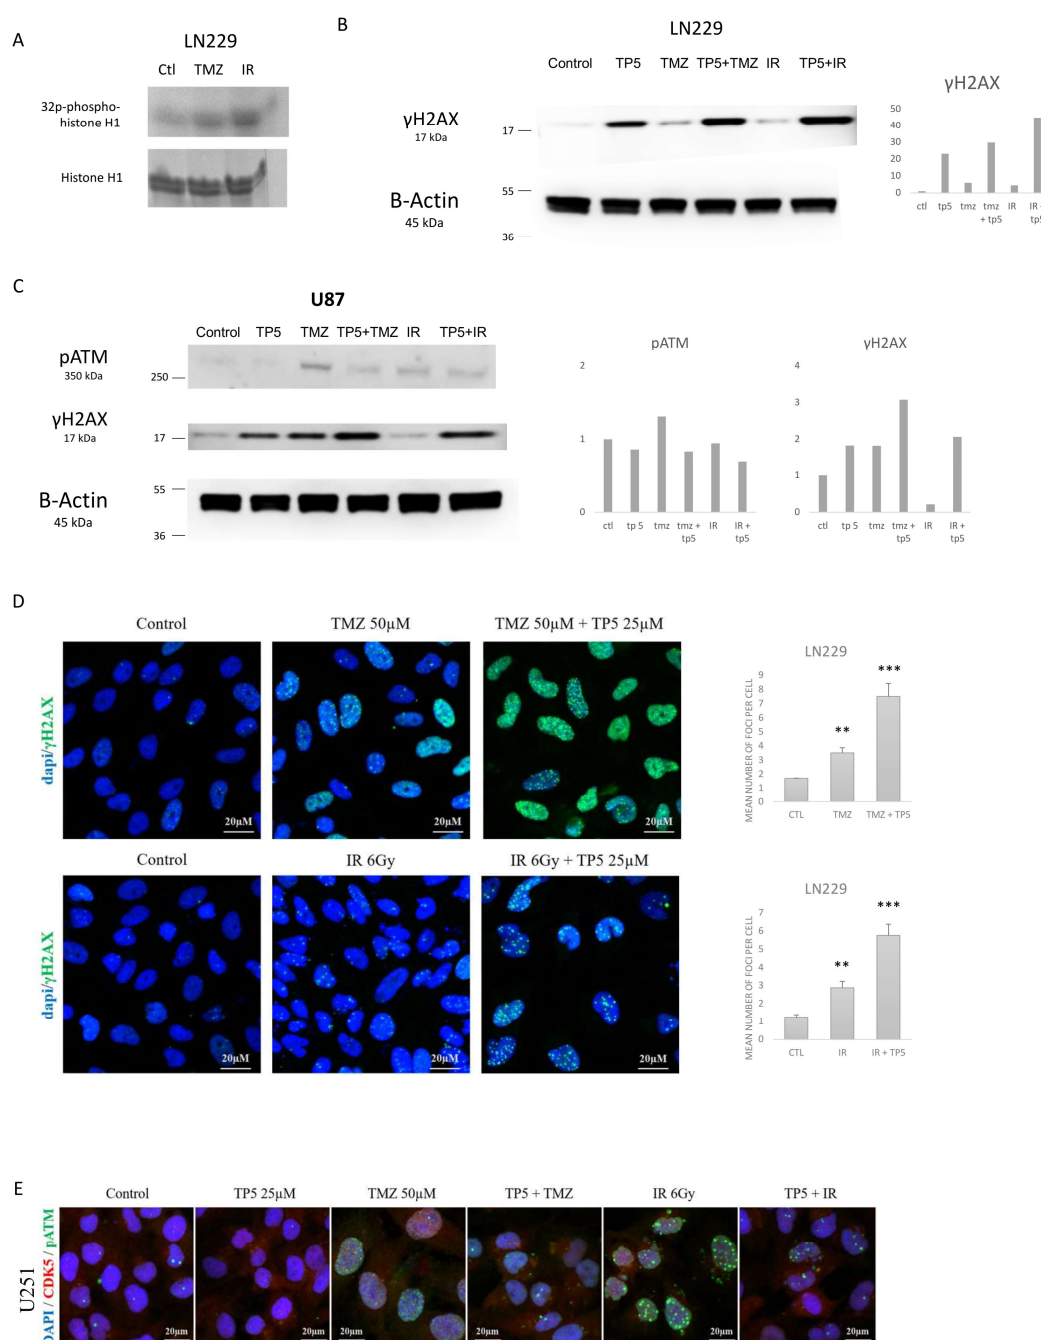 A
LN229
Ctl TMZ IR
32p-phospho-
histone H1
Histone H1
B
LN229
Control TP5 TMZ TP5+TMZ IR TP5+IR
γH2AX
17 kDa
17
55
B-Actin
45 kDa
36
γH2AX
50
40
30
20
10
0
ctl tp5 tmz tmz IR IR +
+ tp5 tp5
C
U87
Control TP5 TMZ TP5+TMZ IR TP5+IR
pATM
350 kDa
250
γH2AX
17 kDa
17
55
B-Actin
45 kDa
36
pATM
2
1
0
ctl tp 5 tmz tmz + IR IR +
tp5 tp5
γH2AX
4
3
2
1
0
ctl tp 5 tmz tmz + IR IR +
tp5 tp5
D
Control TMZ 50µM TMZ 50µM + TP5 25µM
dapi/γH2AX
20µM 20µM 20µM
LN229
MEAN NUMBER OF FOCI PER CELL
9
8
7
6
5
4
3
2
1
0
**
***
CTL TMZ TMZ + TP5
Control IR 6Gy IR 6Gy + TP5 25µM
dapi/γH2AX
20µM 20µM 20µM
LN229
MEAN NUMBER OF FOCI PER CELL
7
6
5
4
3
2
1
0
**
***
CTL IR IR + TP5
E
Control TP5 25µM TMZ 50µM TP5 + TMZ IR 6Gy TP5 + IR
U251
DAPI / CDK5 / pATM
20µm 20µm 20µm 20µm 20µm 20µm